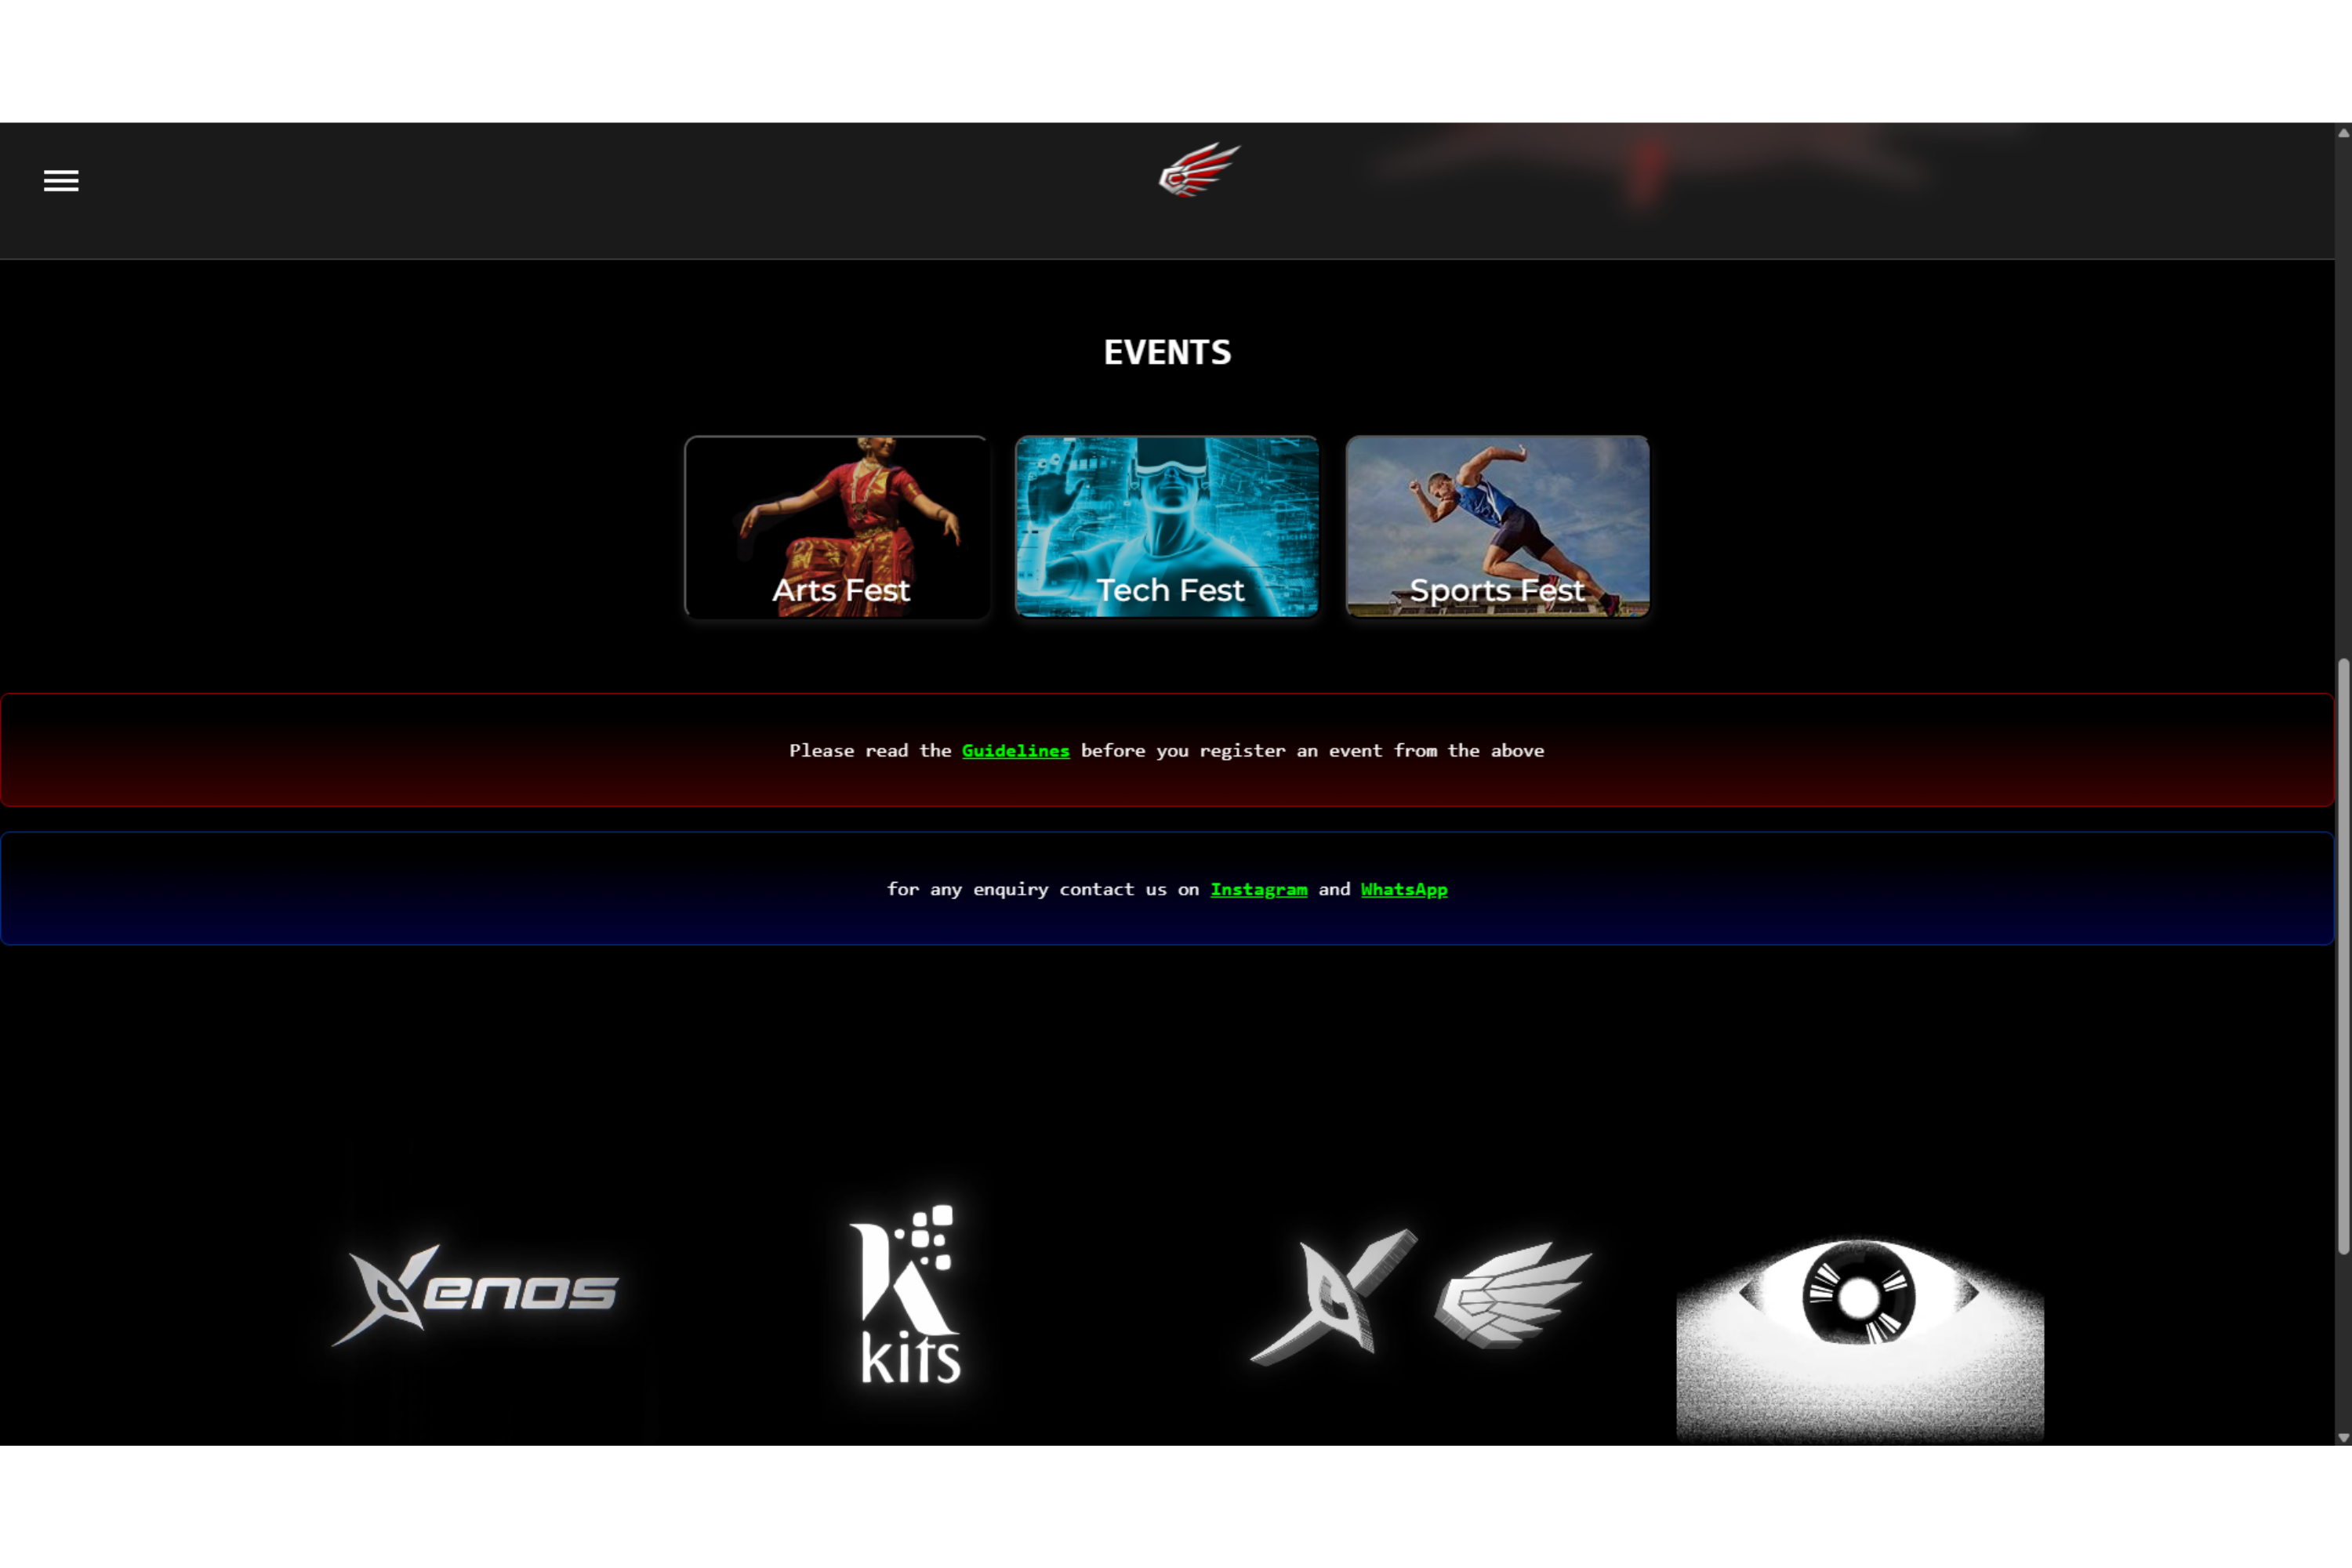 EVENTS
Arts Fest
Tech Fest
Sports Fest
Please read the Guidelines before you register an event from the above
for any enquiry contact us on Instagram and WhatsApp
Xenos
kits